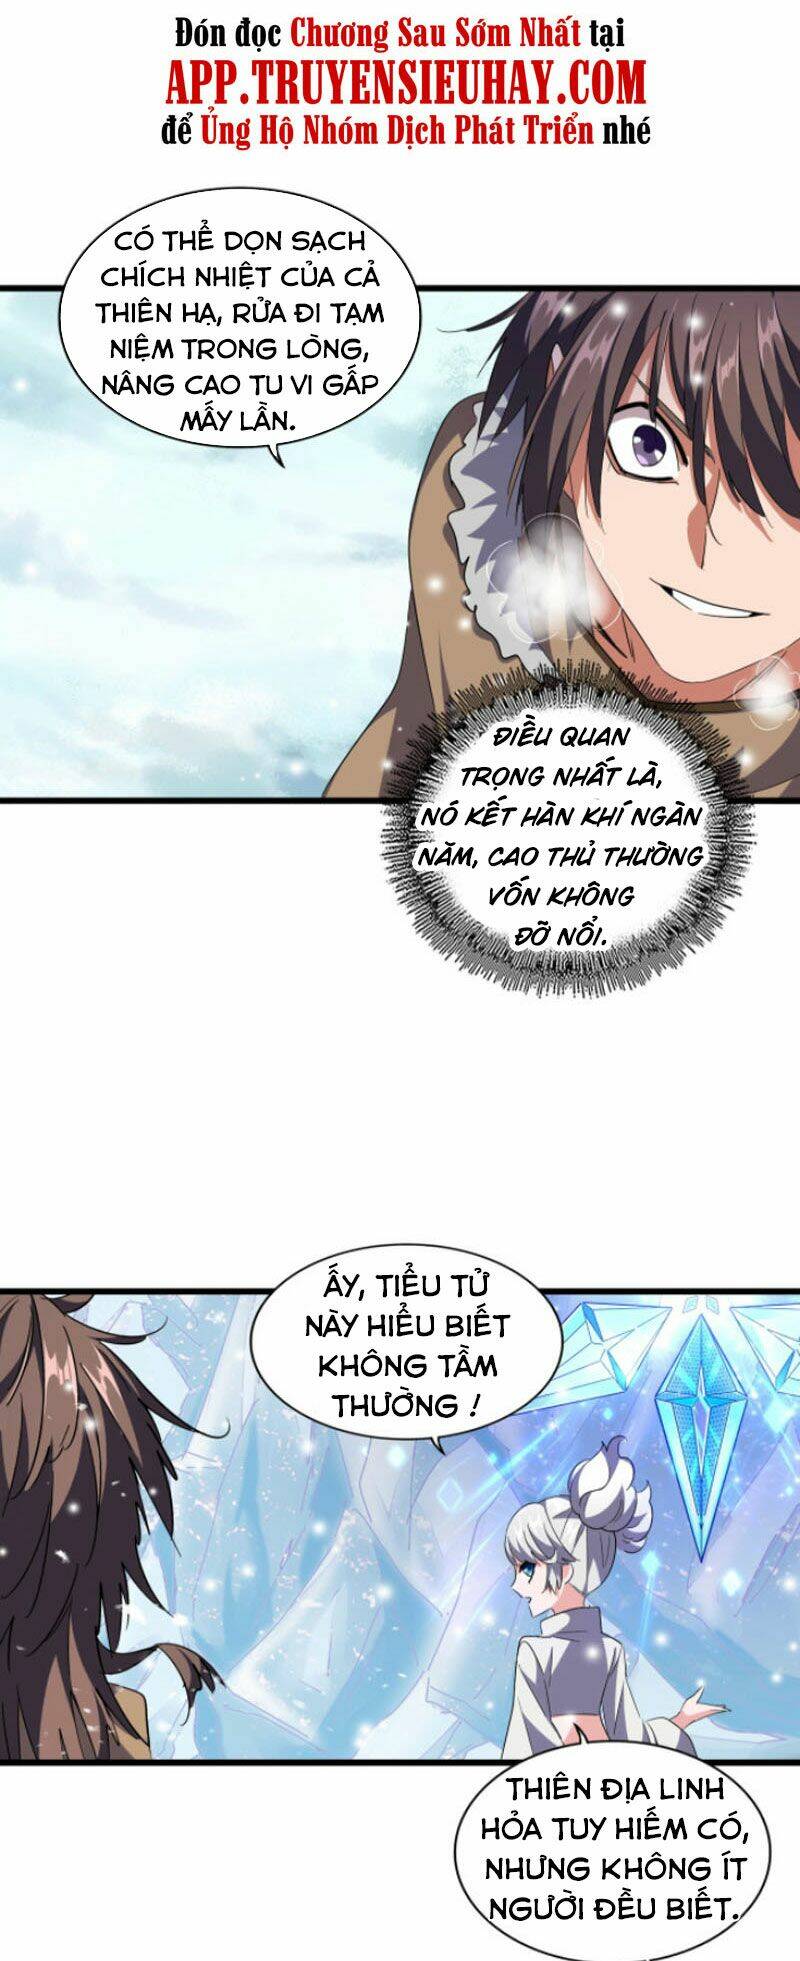 Đón đọc Chương Sau Sớm Nhất tại
APP.TRUYENSIEUHAY.COM
để Ủng Hộ Nhóm Dịch Phát Triển nhé
CÓ THỂ DỌN SẠCH
CHÍCH NHIỆT CỦA CẢ
THIÊN HẠ, RỬA ĐI TẠM
NIỆM TRONG LÒNG,
NÂNG CAO TU VI GẤP
MẤY LẦN.
ĐIỀU QUAN
TRỌNG NHẤT LÀ,
NÓ KẾT HÀN KHÍ NGÀN
NĂM, CAO THỦ THƯỜNG
VỐN KHÔNG
ĐỠ NỔI.
ẤY, TIỂU TỬ
NÀY HIỂU BIẾT
KHÔNG TẦM
THƯỜNG !
THIÊN ĐỊA LINH
HỎA TUY HIẾM CÓ,
NHƯNG KHÔNG ÍT
NGƯỜI ĐỀU BIẾT.